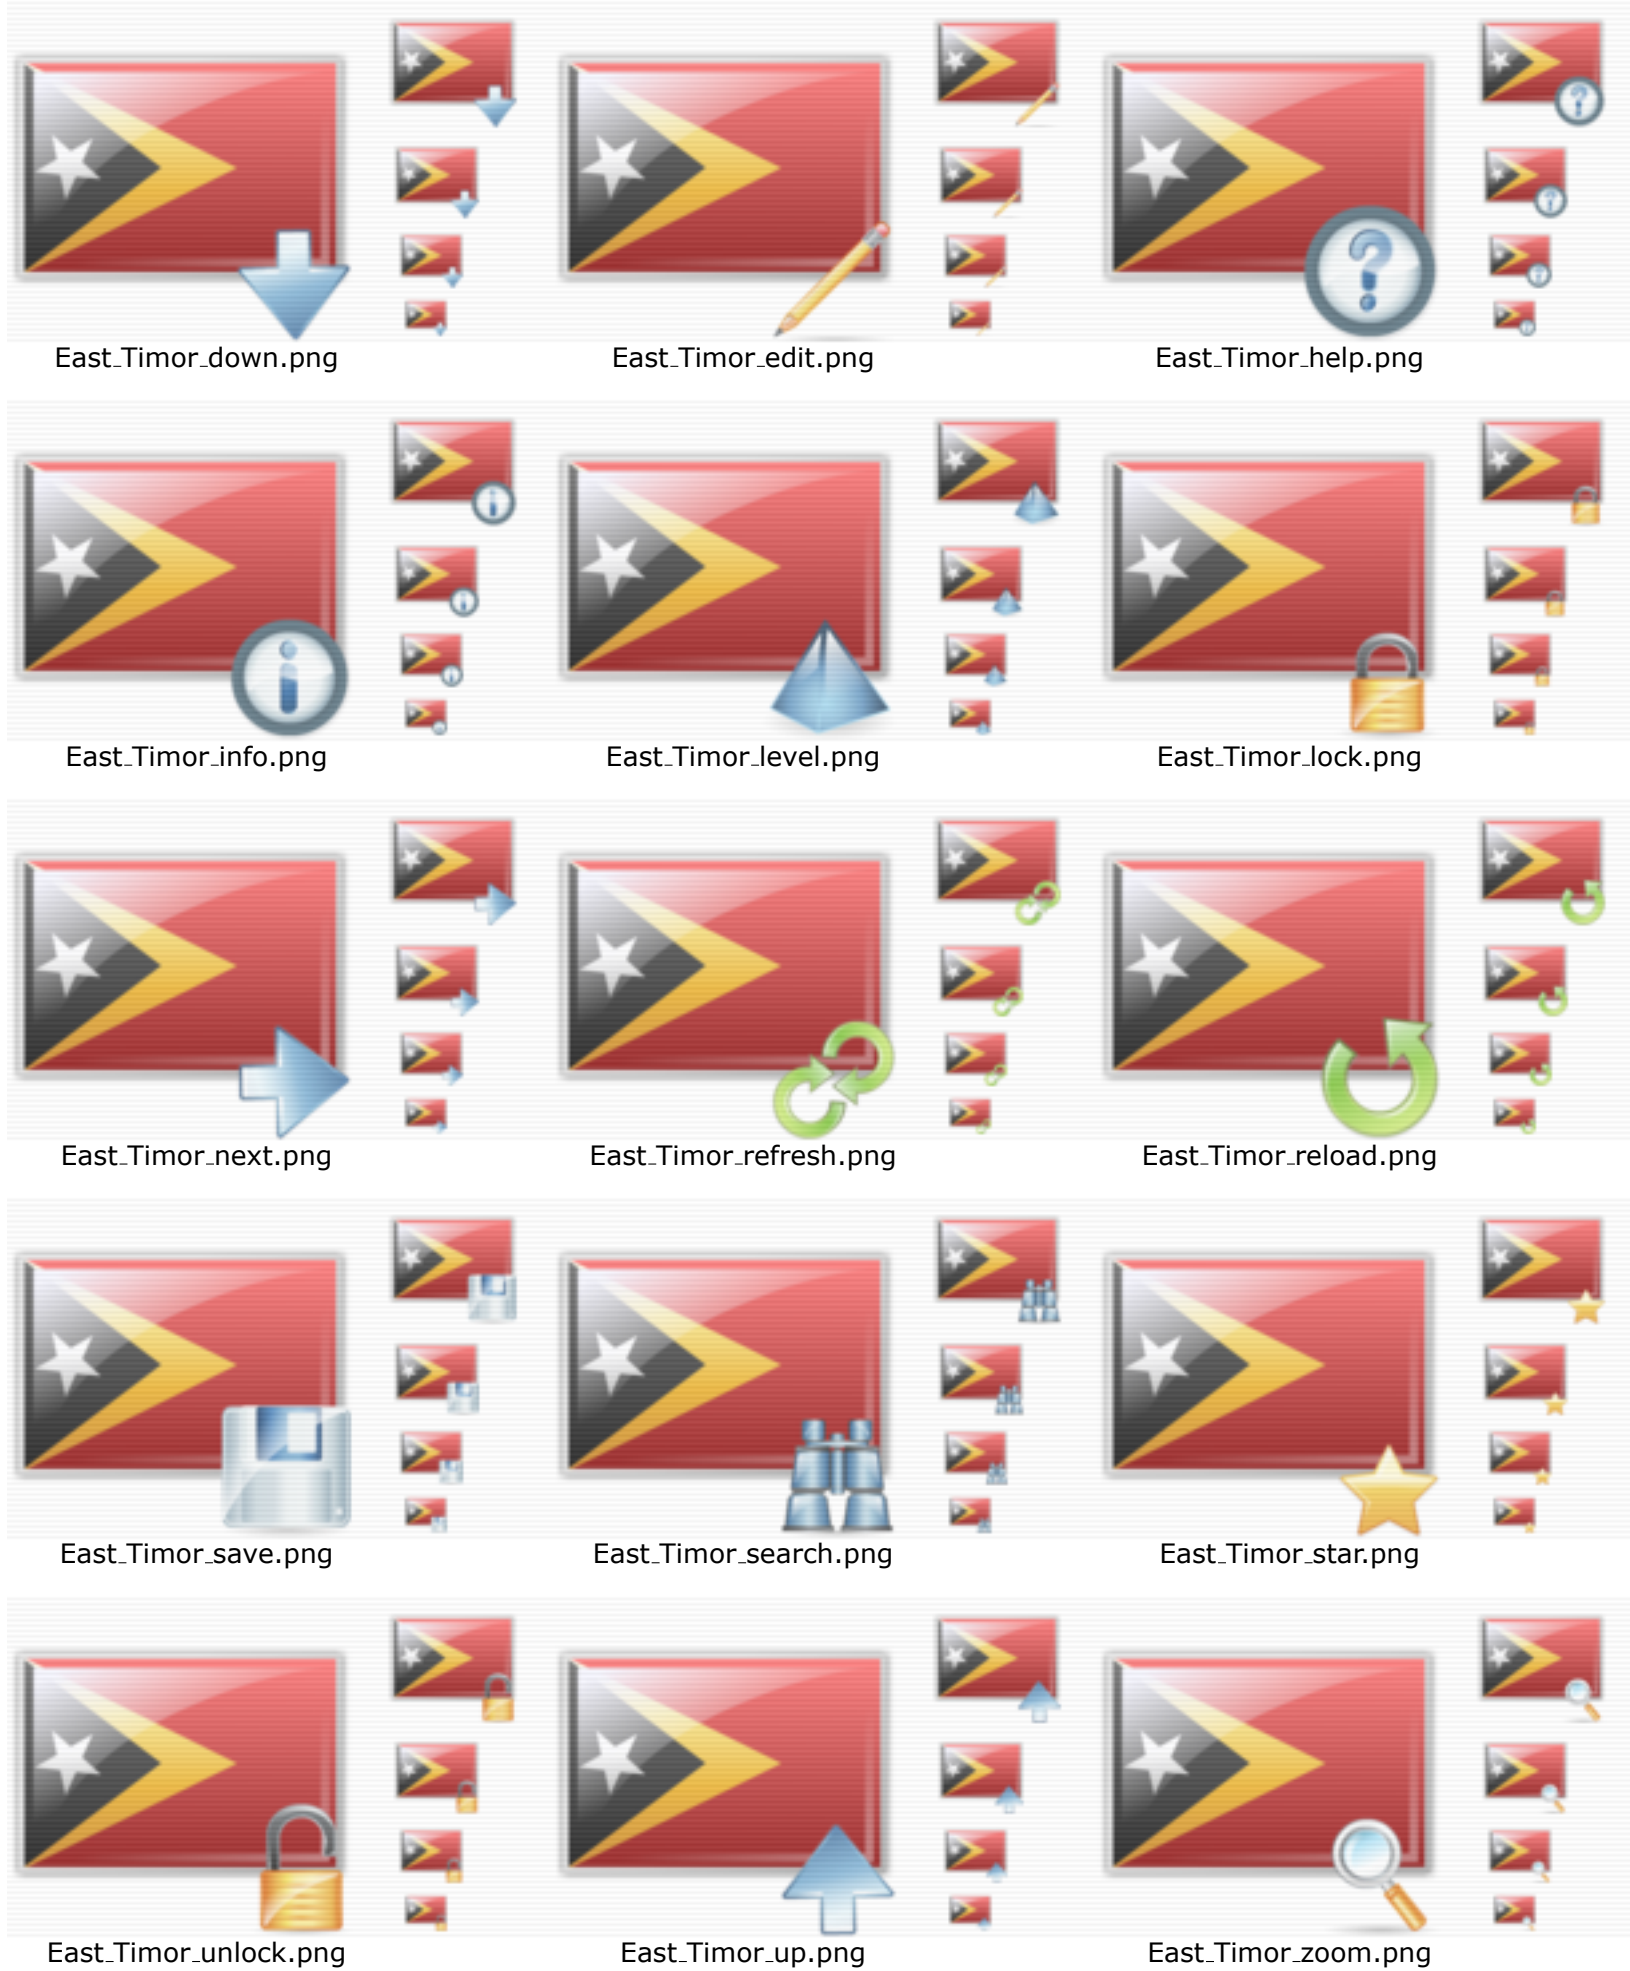 East_Timor_down.png
East_Timor_edit.png
East_Timor_help.png
East_Timor_info.png
East_Timor_level.png
East_Timor_lock.png
East_Timor_next.png
East_Timor_refresh.png
East_Timor_reload.png
East_Timor_save.png
East_Timor_search.png
East_Timor_star.png
East_Timor_unlock.png
East_Timor_up.png
East_Timor_zoom.png